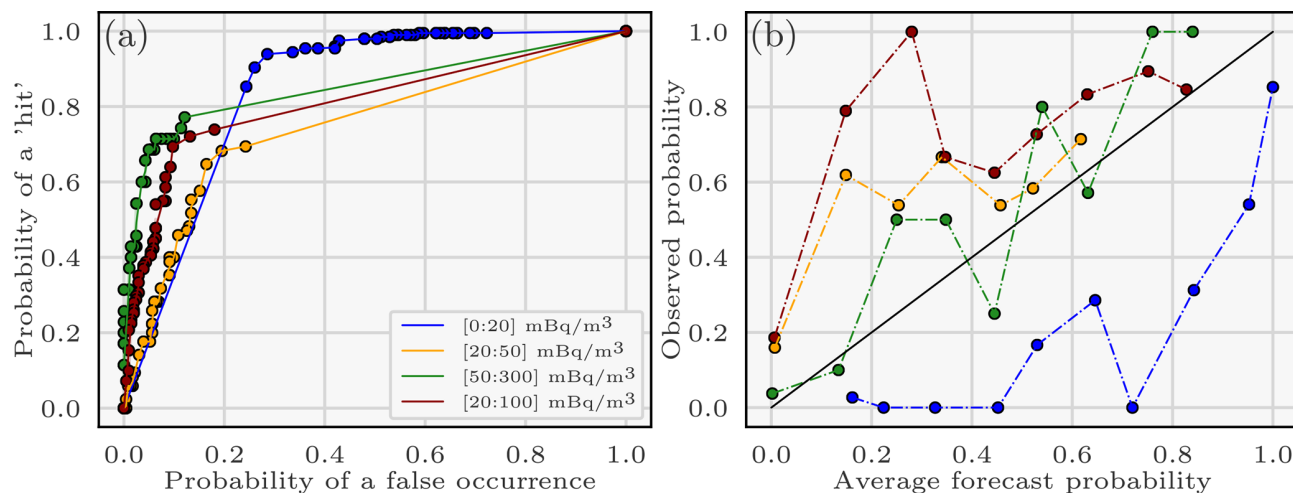 (a)
Probability of a 'hit'
1.0
0.8
0.6
0.4
0.2
0.0
[0:20] mBq/m³
[20:50] mBq/m³
[50:300] mBq/m³
[20:100] mBq/m³
0.0 0.2 0.4 0.6 0.8 1.0
Probability of a false occurrence
(b)
Observed probability
1.0
0.8
0.6
0.4
0.2
0.0
0.0 0.2 0.4 0.6 0.8 1.0
Average forecast probability